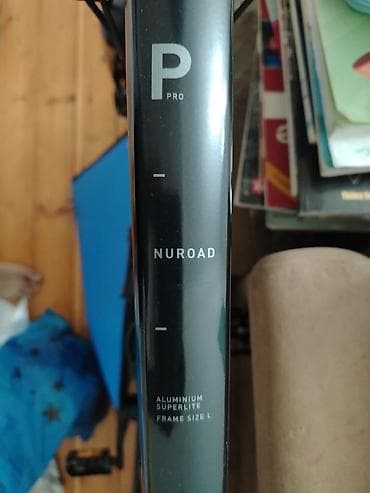 P
PRO
NUROAD
ALUMINIUM
SUPERLITE
FRAME SIZE L